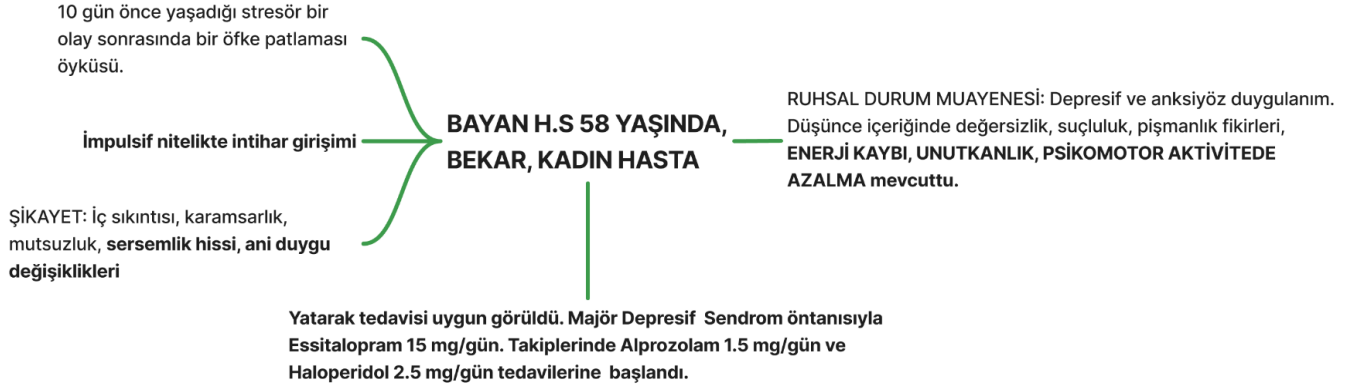 10 gün önce yaşadığı stresör bir
olay sonrasında bir öfke patlaması
öyküsü.
İmpulsif nitelikte intihar girişimi
ŞİKAYET: İç sıkıntısı, karamsarlık,
mutsuzluk, sersemlik hissi, ani duygu
değişiklikleri
BAYAN H.S 58 YAŞINDA,
BEKAR, KADIN HASTA
RUHSAL DURUM MUAYENESİ: Depresif ve anksiyöz duygulanım.
Düşünce içeriğinde değersizlik, suçluluk, pişmanlık fikirleri,
ENERJİ KAYBI, UNUTKANLIK, PSİKOMOTOR AKTİVİTEDE
AZALMA mevcuttu.
Yatarak tedavisi uygun görüldü. Majör Depresif Sendrom öntanısıyla
Essitalopram 15 mg/gün. Takiplerinde Alprozolam 1.5 mg/gün ve
Haloperidol 2.5 mg/gün tedavilerine başlandı.